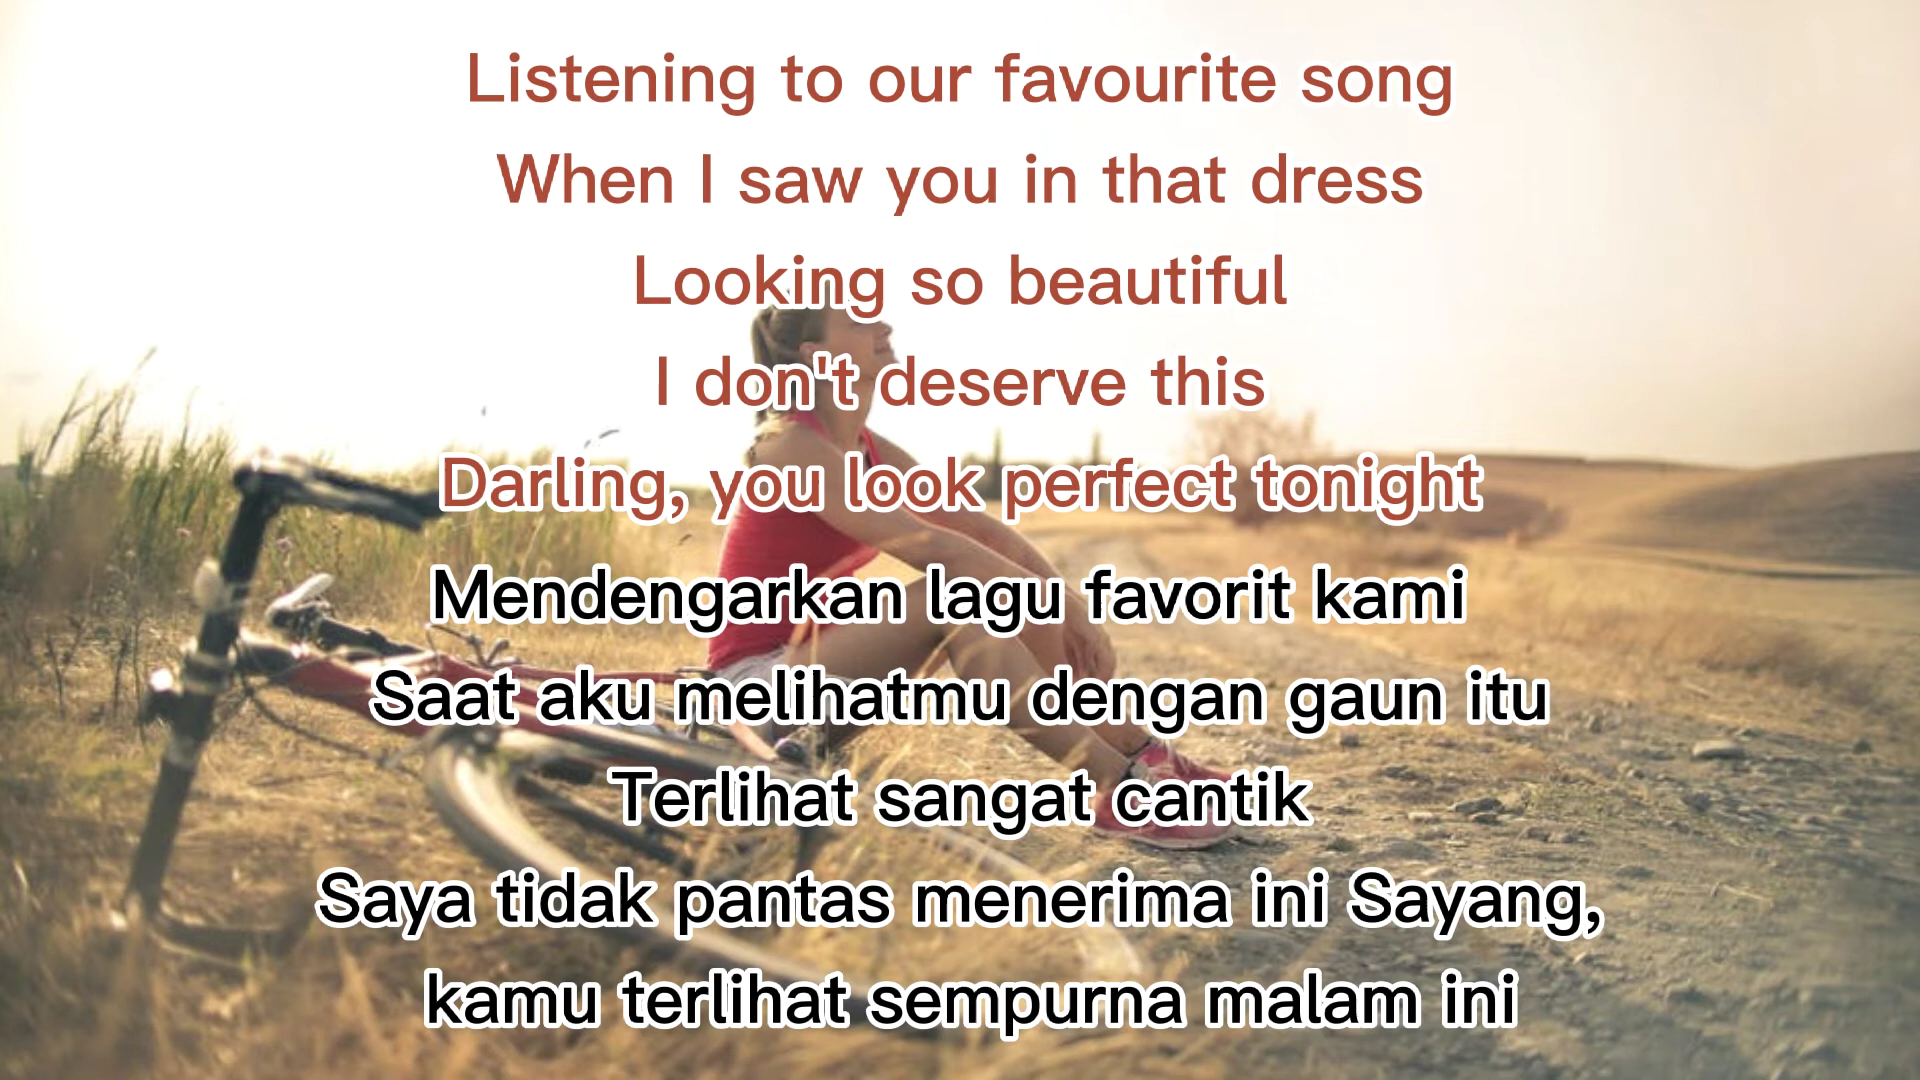 Listening to our favourite song
When I saw you in that dress
Looking so beautiful
I don't deserve this
Darling, you look perfect tonight
Mendengarkan lagu favorit kami
Saat aku melihatmu dengan gaun itu
Terlihat sangat cantik
Saya tidak pantas menerima ini Sayang,
kamu terlihat sempurna malam ini